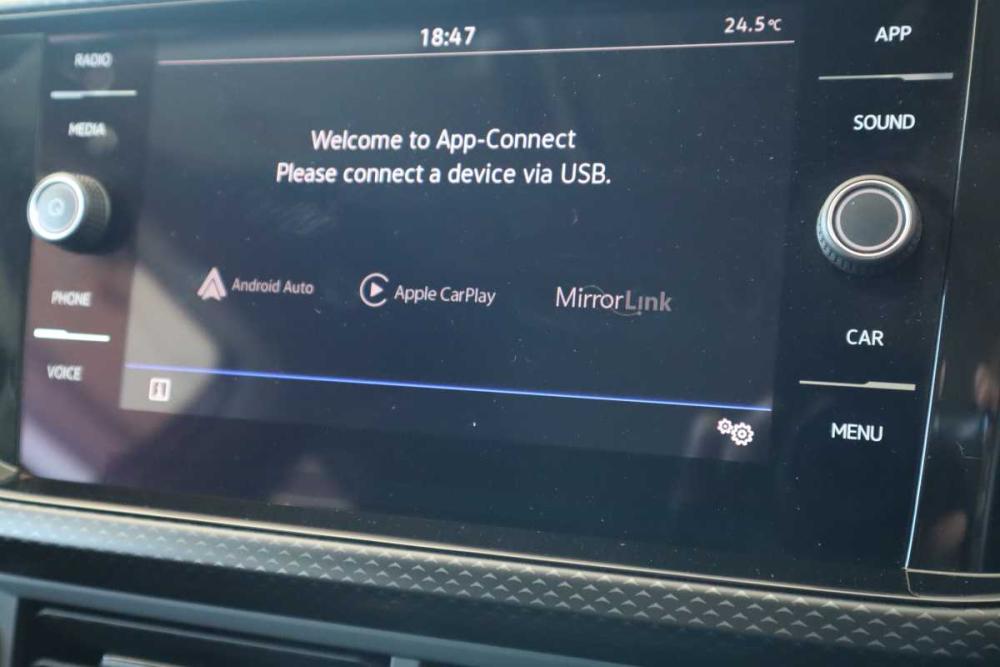 18:47
24.5°C
RADIO
MEDIA
PHONE
VOICE
Welcome to App-Connect
Please connect a device via USB.
Android Auto
Apple CarPlay
MirrorLink
APP
SOUND
CAR
MENU